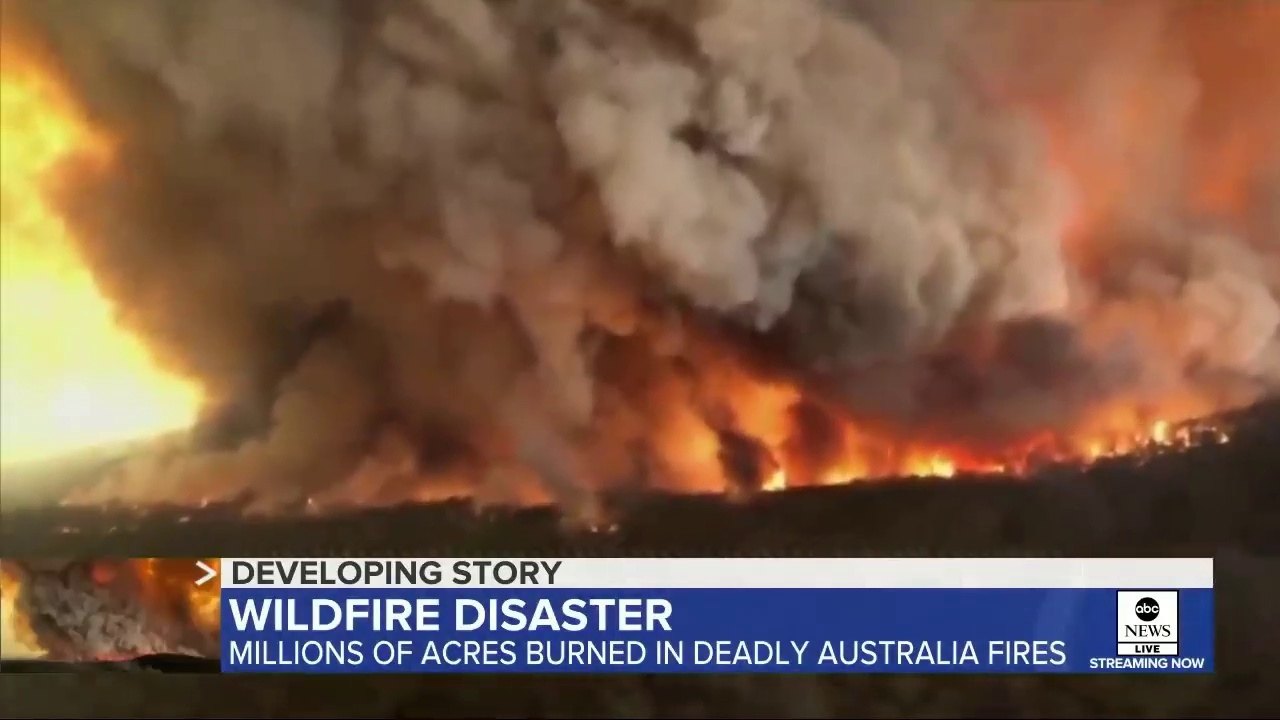 DEVELOPING STORY
WILDFIRE DISASTER
MILLIONS OF ACRES BURNED IN DEADLY AUSTRALIA FIRES
abc
NEWS
LIVE
STREAMING NOW